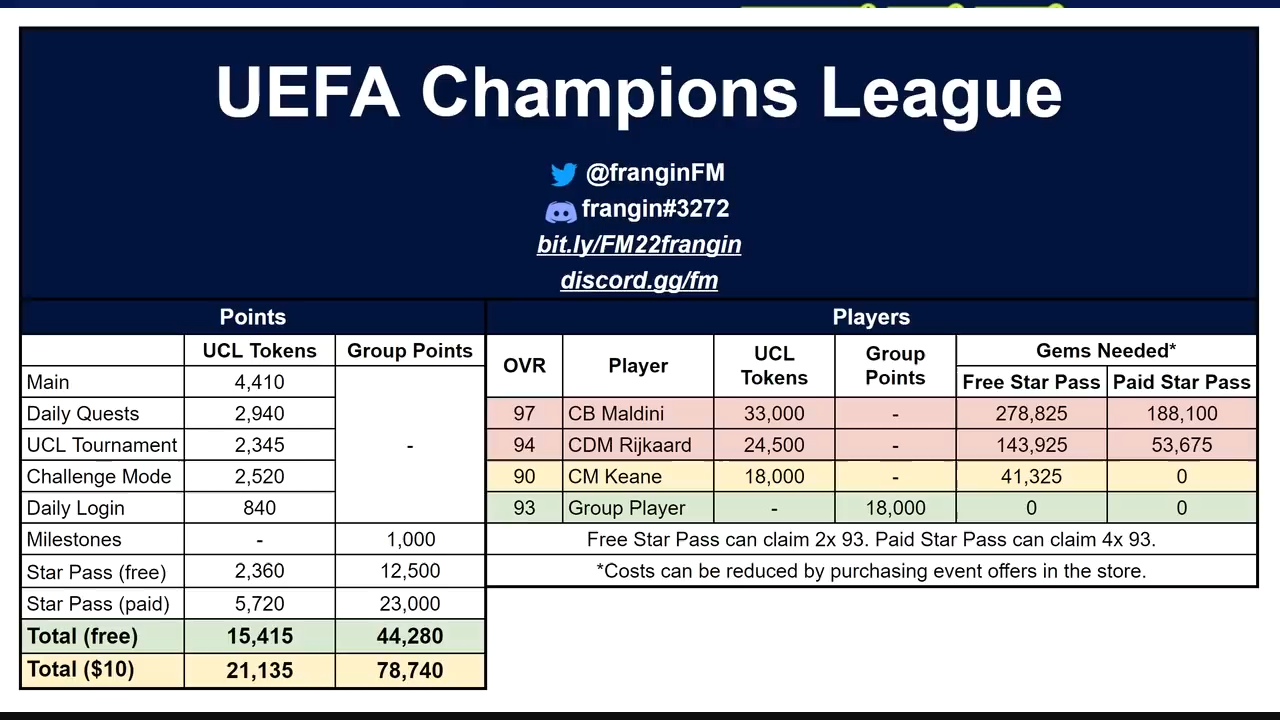 UEFA Champions League
@franginFM
frangin#3272
bit.ly/FM22frangin
discord.gg/fm
Points
UCL Tokens Group Points
Main 4,410 -
Daily Quests 2,940
UCL Tournament 2,345
Challenge Mode 2,520
Daily Login 840
Milestones - 1,000
Star Pass (free) 2,360 12,500
Star Pass (paid) 5,720 23,000
Total (free) 15,415 44,280
Total ($10) 21,135 78,740
Players
OVR Player UCL Tokens Group Points Gems Needed*
Free Star Pass Paid Star Pass
97 CB Maldini 33,000 - 278,825 188,100
94 CDM Rijkaard 24,500 - 143,925 53,675
90 CM Keane 18,000 - 41,325 0
93 Group Player - 18,000 0 0
Free Star Pass can claim 2x 93. Paid Star Pass can claim 4x 93.
*Costs can be reduced by purchasing event offers in the store.